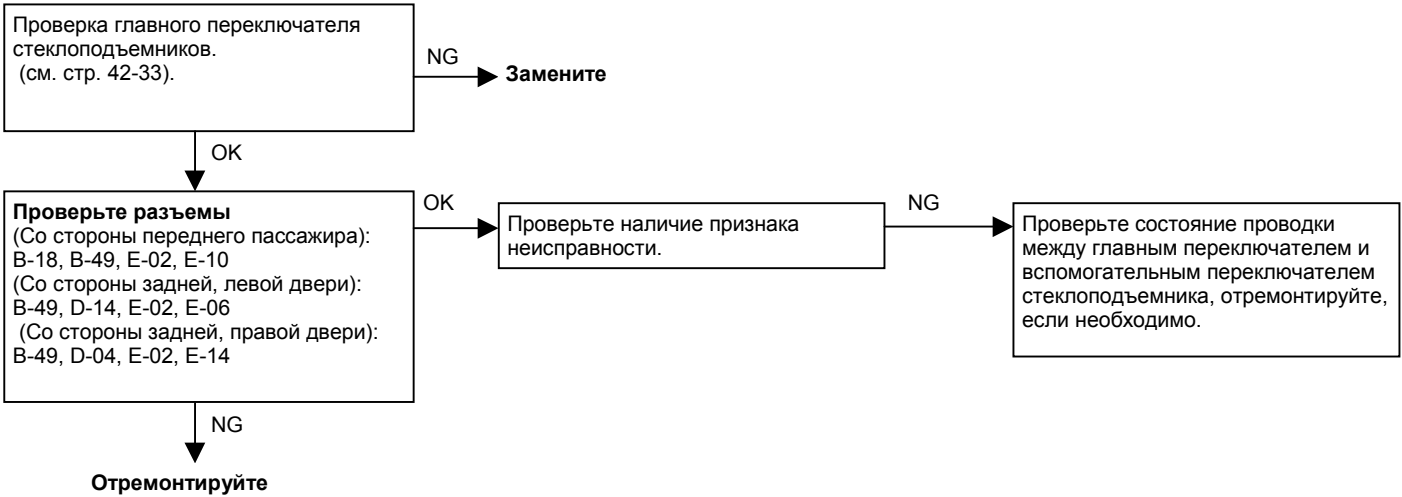 Проверка главного переключателя
стеклоподъемников.
(см. стр. 42-33).
NG
Замените
OK
Проверьте разъемы
(Со стороны переднего пассажира):
B-18, B-49, E-02, E-10
(Со стороны задней, левой двери):
B-49, D-14, E-02, E-06
(Со стороны задней, правой двери):
B-49, D-04, E-02, E-14
OK
Проверьте наличие признака
неисправности.
NG
Проверьте состояние проводки
между главным переключателем и
вспомогательным переключателем
стеклоподъемника, отремонтируйте,
если необходимо.
NG
Отремонтируйте